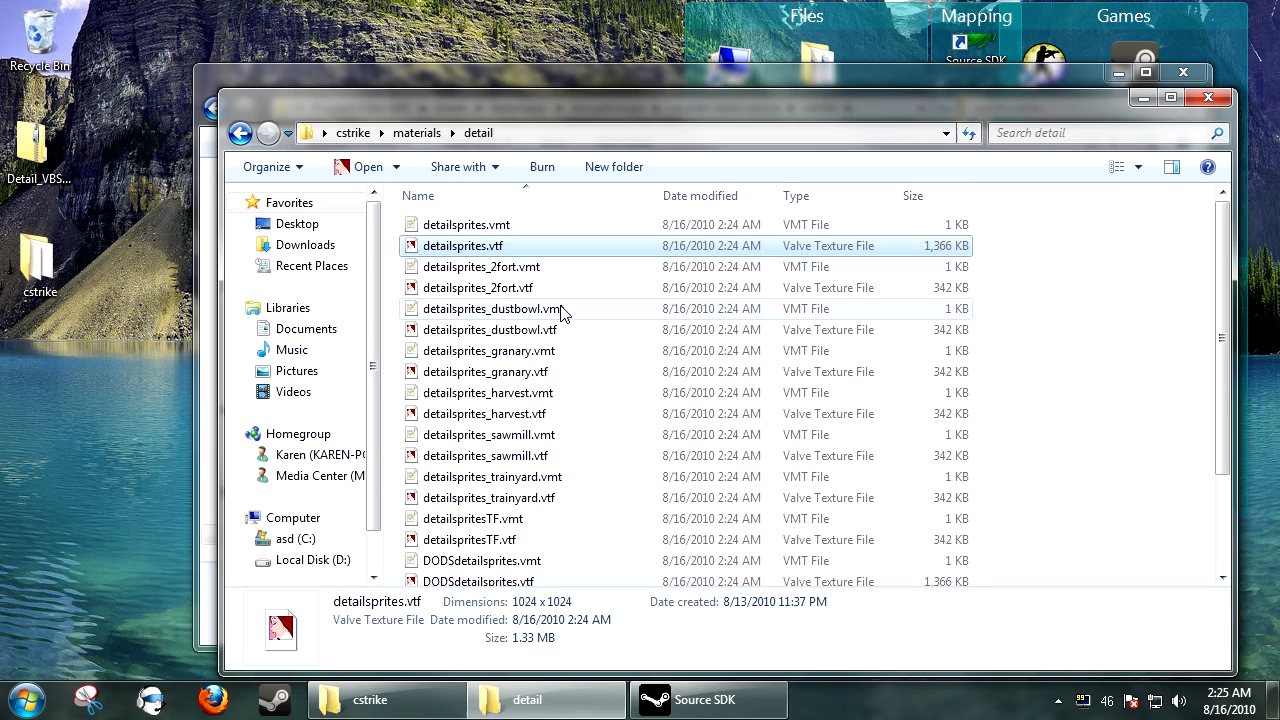 Files
Mapping
Games
Recycle Bin
Source SDK
Detail_VBS...
cstrike
cstrike
materials
detail
Search detail
Organize
Open
Share with
Burn
New folder
Name
Date modified
Type
Size
Favorites
Desktop
Downloads
Recent Places
Libraries
Documents
Music
Pictures
Videos
Homegroup
Karen (KAREN-PC
Media Center (M
Computer
asd (C:)
Local Disk (D:)
detailsprites.vmt 8/16/2010 2:24 AM VMT File 1 KB
detailsprites.vtf 8/16/2010 2:24 AM Valve Texture File 1,366 KB
detailsprites_2fort.vmt 8/16/2010 2:24 AM VMT File 1 KB
detailsprites_2fort.vtf 8/16/2010 2:24 AM Valve Texture File 342 KB
detailsprites_dustbowl.vmt 8/16/2010 2:24 AM VMT File 1 KB
detailsprites_dustbowl.vtf 8/16/2010 2:24 AM Valve Texture File 342 KB
detailsprites_granary.vmt 8/16/2010 2:24 AM VMT File 1 KB
detailsprites_granary.vtf 8/16/2010 2:24 AM Valve Texture File 342 KB
detailsprites_harvest.vmt 8/16/2010 2:24 AM VMT File 1 KB
detailsprites_harvest.vtf 8/16/2010 2:24 AM Valve Texture File 342 KB
detailsprites_sawmill.vmt 8/16/2010 2:24 AM VMT File 1 KB
detailsprites_sawmill.vtf 8/16/2010 2:24 AM Valve Texture File 342 KB
detailsprites_trainyard.vmt 8/16/2010 2:24 AM VMT File 1 KB
detailsprites_trainyard.vtf 8/16/2010 2:24 AM Valve Texture File 342 KB
detailspritesTF.vmt 8/16/2010 2:24 AM VMT File 1 KB
detailspritesTF.vtf 8/16/2010 2:24 AM Valve Texture File 342 KB
DODSdetailsprites.vmt 8/16/2010 2:24 AM VMT File 1 KB
DODSdetailsprites.vtf 8/16/2010 2:24 AM Valve Texture File 1,366 KB
detailsprites.vtf Dimensions: 1024 x 1024 Date created: 8/13/2010 11:37 PM
Valve Texture File Date modified: 8/16/2010 2:24 AM
Size: 1.33 MB
cstrike
detail
Source SDK
46
2:25 AM
8/16/2010